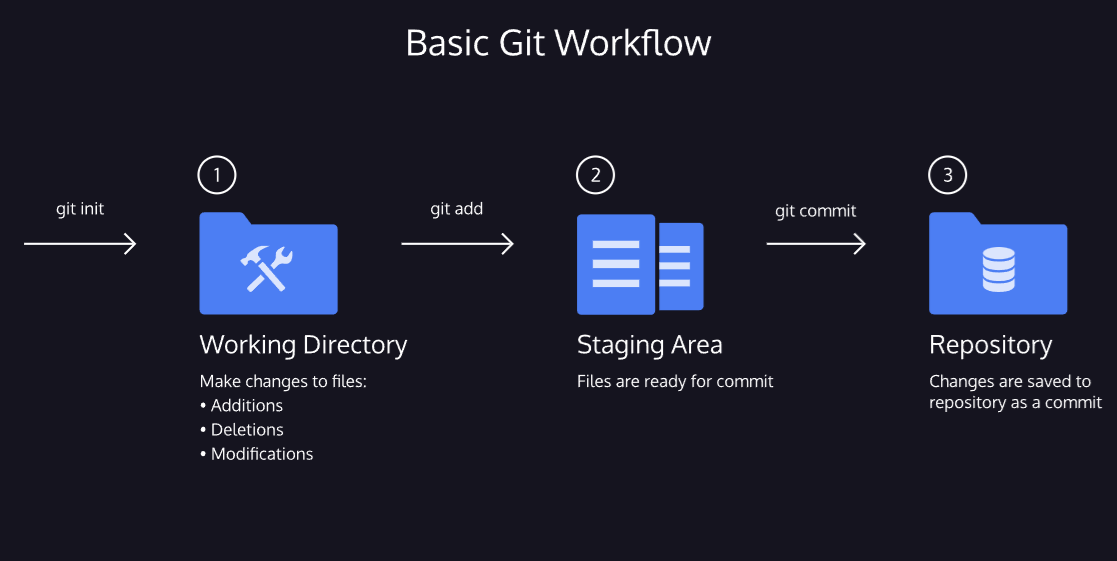 Basic Git Workflow
git init
1
Working Directory
Make changes to files:
• Additions
• Deletions
• Modifications
git add
2
Staging Area
Files are ready for commit
git commit
3
Repository
Changes are saved to
repository as a commit